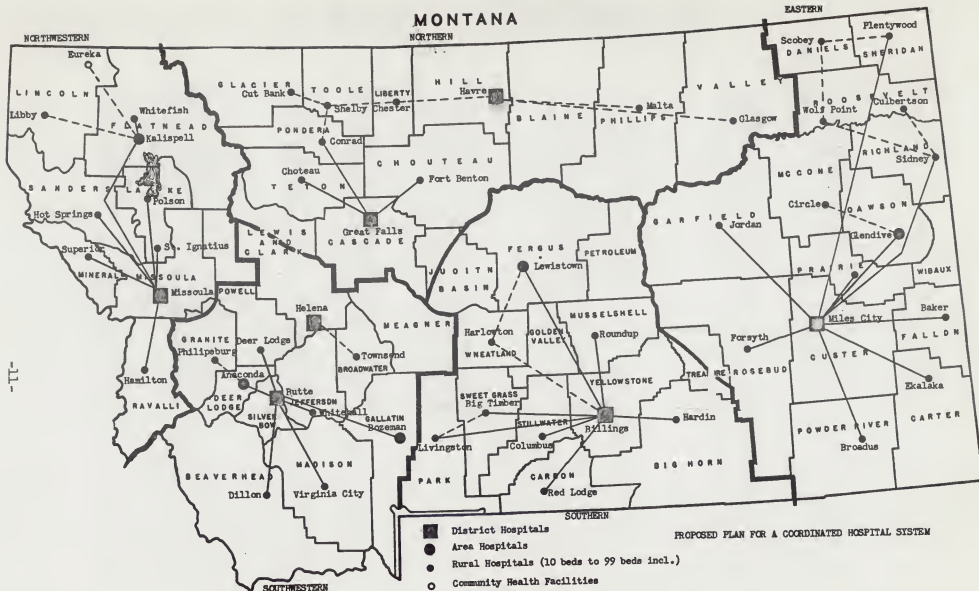 MONTANA
NORTHWESTERN
NORTHERN
EASTERN
Eureka
LINCOLN
Libby
Whitefish
FLATHEAD
Kalispell
GLACIER
Cut Bank
TOOLE
Shelby
LIBERTY
Chester
HILL
Havre
BLAINE
PHILLIPS
Malta
VALLEY
Glasgow
Scobey
DANIELS
Plentywood
SHERIDAN
ROOSEVELT
Wolf Point
Culbertson
RICHLAND
Sidney
PONDERA
Conrad
CHOUTEAU
Choteau
TETON
Fort Benton
Great Falls
CASCADE
LEWIS
AND
CLARK
SANDERS
LAKE
Polson
Hot Springs
Superior
St. Ignatius
MINERAL
MISSOULA
Missoula
POWELL
Hamilton
RAVALLI
Helena
GRANITE
Philipsburg
Deer Lodge
Townsend
BROADWATER
MEAGHER
Anaconda
DEER
LODGE
Butte
JEFFERSON
Whitehall
SILVER
BOW
GALLATIN
Bozeman
BEAVERHEAD
Dillon
MADISON
Virginia City
JUDITH
BASIN
FERGUS
Lewistown
PETROLEUM
Harlowton
WHEATLAND
GOLDEN
VALLEY
MUSSELSHELL
Roundup
SWEET GRASS
Big Timber
STILLWATER
Columbus
YELLOWSTONE
Billings
Livingston
PARK
CARBON
Red Lodge
Hardin
BIG HORN
TREASURE
MC CONE
Circle
DAWSON
Glendive
GARFIELD
Jordan
PRAIRIE
WIBAUX
Miles City
Baker
FALLON
Forsyth
ROSEBUD
CUSTER
Ekalaka
POWDER RIVER
CARTER
Broadus
-11-
SOUTHERN
SOUTHWESTERN
District Hospitals
Area Hospitals
Rural Hospitals (10 beds to 99 beds incl.)
Community Health Facilities
PROPOSED PLAN FOR A COORDINATED HOSPITAL SYSTEM